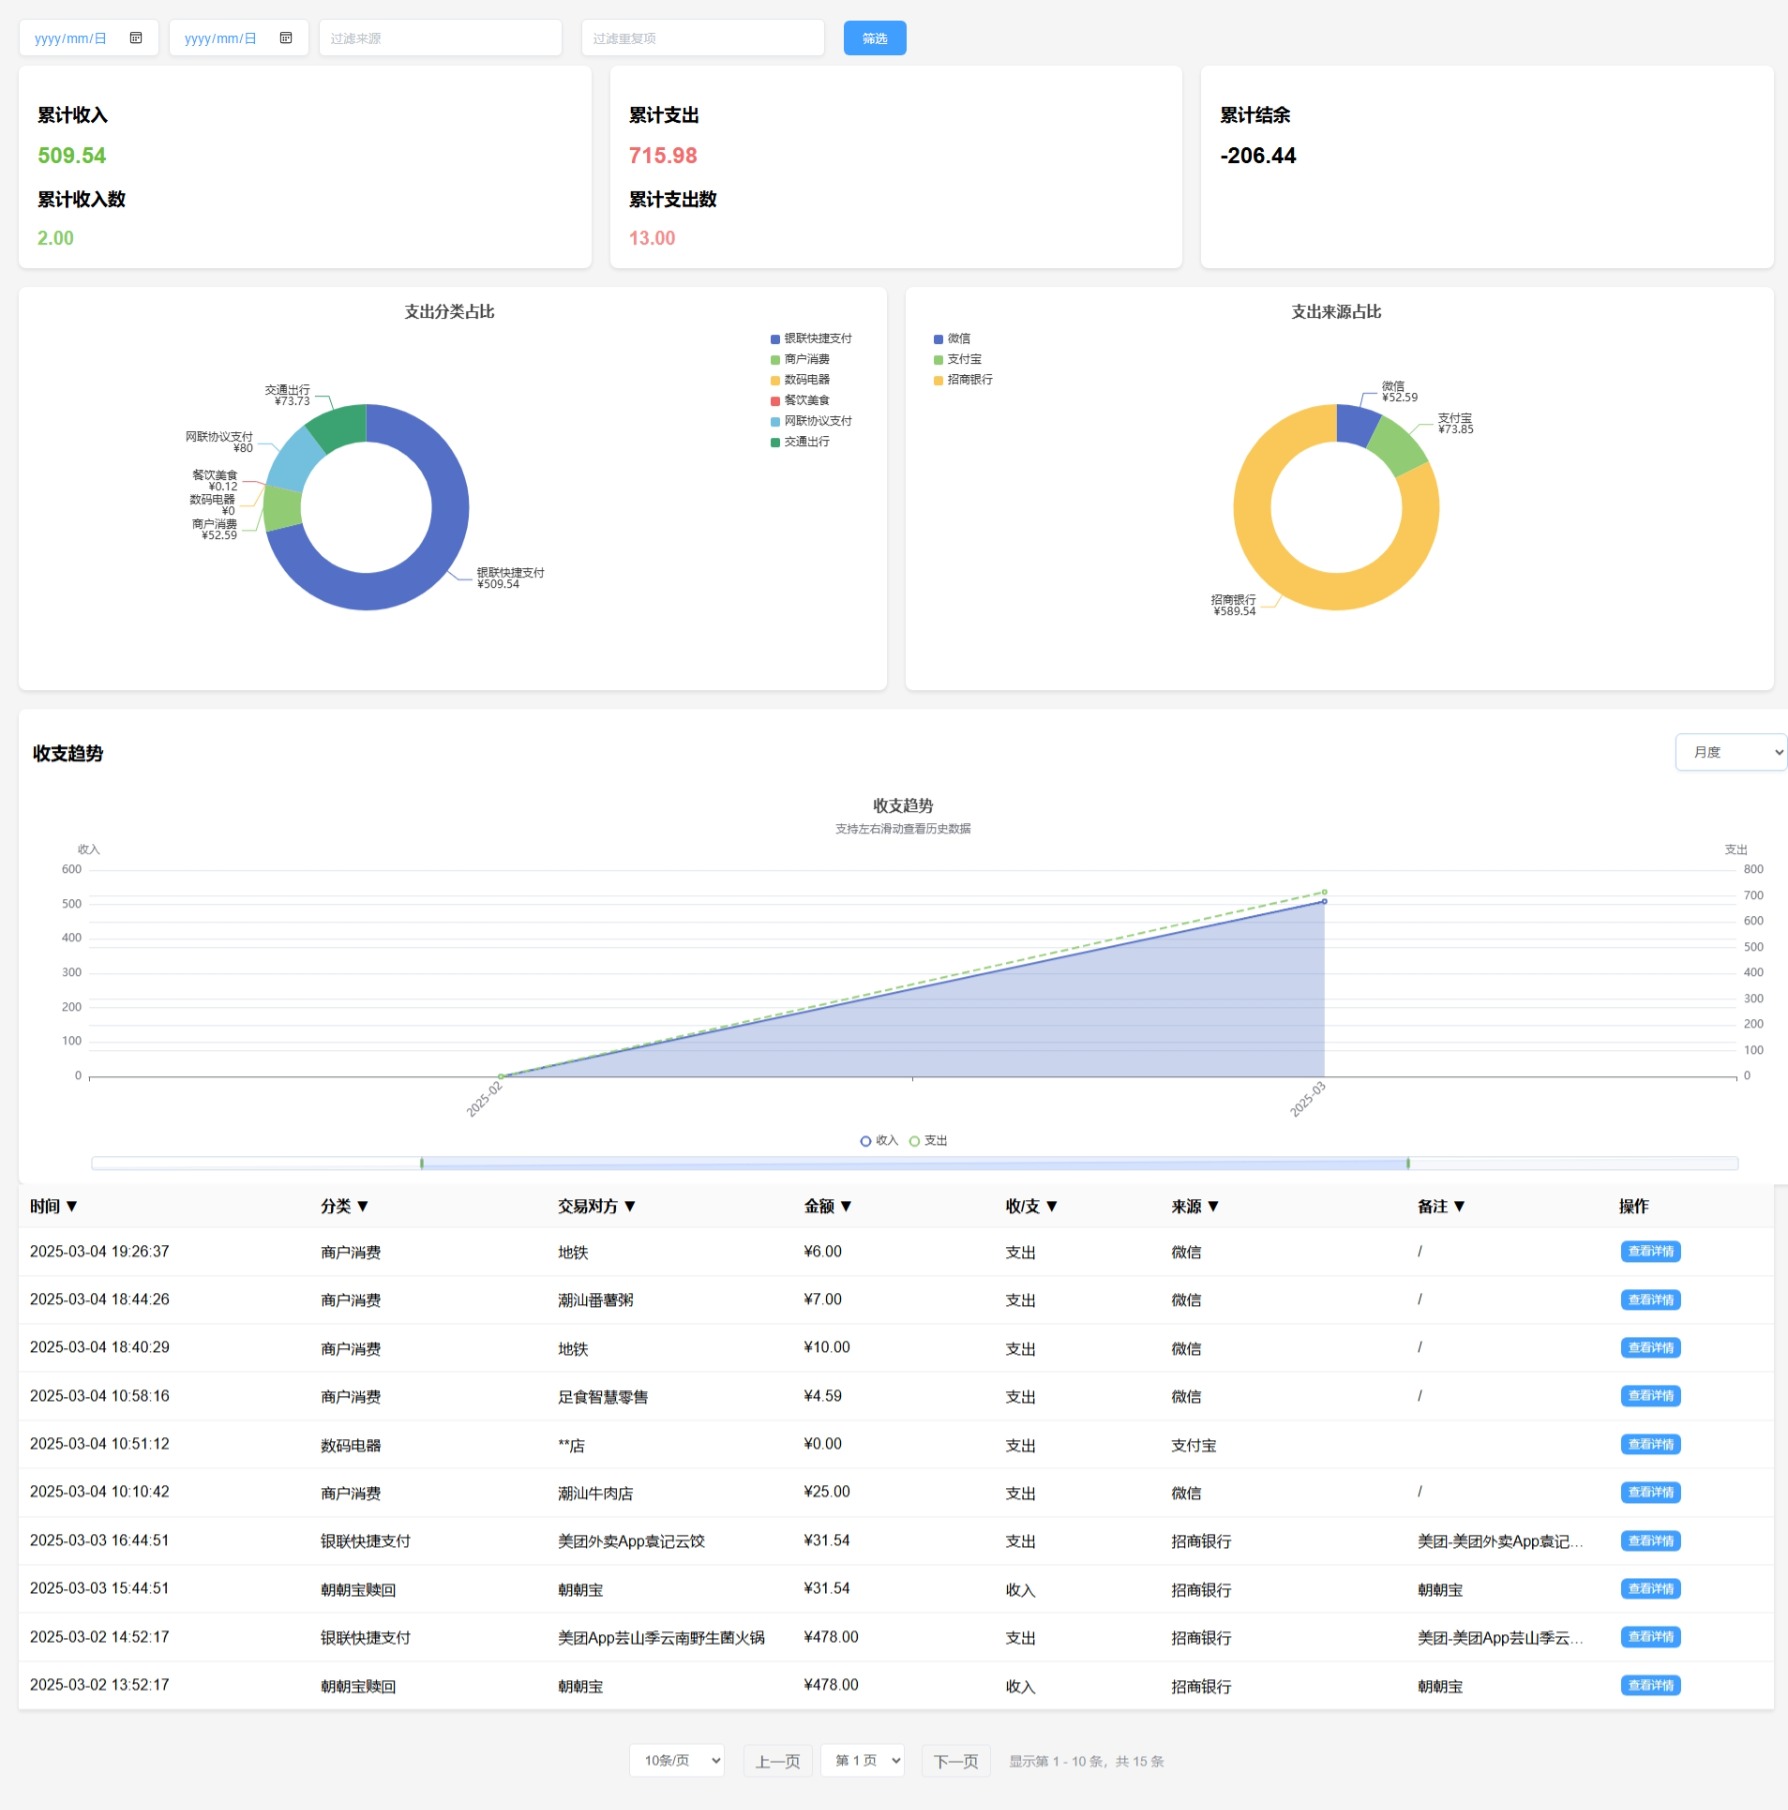 yyyy/mm/日 yyyy/mm/日 过滤来源 过滤重复项 筛选
累计收入
509.54
累计收入数
2.00
累计支出
715.98
累计支出数
13.00
累计结余
-206.44
支出分类占比
银联快捷支付
商户消费
数码电器
餐饮美食
网联协议支付
交通出行
交通出行
¥73.73
网联协议支付
¥80
餐饮美食
¥0.12
数码电器
¥0
商户消费
¥52.59
银联快捷支付
¥509.54
支出来源占比
微信
支付宝
招商银行
微信
¥52.59
支付宝
¥73.85
招商银行
¥589.54
收支趋势
月度
收支趋势
支持左右滑动查看历史数据
收入 支出
600
500
400
300
200
100
0
800
700
600
500
400
300
200
100
0
2025-02 2025-03
收入 支出
时间 ▼ 分类 ▼ 交易对方 ▼ 金额 ▼ 收/支 ▼ 来源 ▼ 备注 ▼ 操作
2025-03-04 19:26:37 商户消费 地铁 ¥6.00 支出 微信 / 查看详情
2025-03-04 18:44:26 商户消费 潮汕番薯粥 ¥7.00 支出 微信 / 查看详情
2025-03-04 18:40:29 商户消费 地铁 ¥10.00 支出 微信 / 查看详情
2025-03-04 10:58:16 商户消费 足食智慧零售 ¥4.59 支出 微信 / 查看详情
2025-03-04 10:51:12 数码电器 **店 ¥0.00 支出 支付宝 查看详情
2025-03-04 10:10:42 商户消费 潮汕牛肉店 ¥25.00 支出 微信 / 查看详情
2025-03-03 16:44:51 银联快捷支付 美团外卖App袁记云饺 ¥31.54 支出 招商银行 美团-美团外卖App袁记... 查看详情
2025-03-03 15:44:51 朝朝宝赎回 朝朝宝 ¥31.54 收入 招商银行 朝朝宝 查看详情
2025-03-02 14:52:17 银联快捷支付 美团App芸山季云南野生菌火锅 ¥478.00 支出 招商银行 美团-美团App芸山季云... 查看详情
2025-03-02 13:52:17 朝朝宝赎回 朝朝宝 ¥478.00 收入 招商银行 朝朝宝 查看详情
10条/页 上一页 第 1 页 下一页 显示第 1 - 10 条，共 15 条